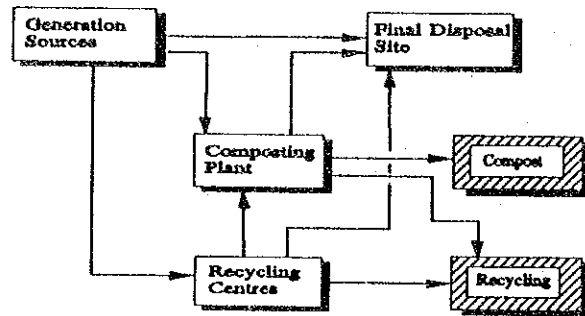 Generation
Sources
Final Disposal
Site
Composting
Plant
Compost
Recycling
Centres
Recycling